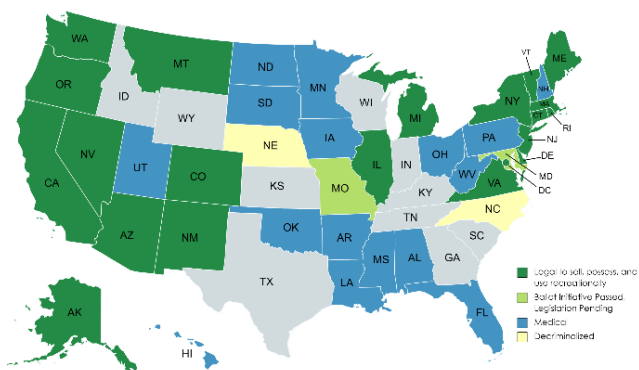 WA
MT
ND
MN
VT
ME
OR
ID
SD
WI
NH
NY
MA
WY
MI
CT
RI
IA
PA
NJ
NE
NV
UT
IL
IN
OH
DE
CA
CO
WV
MD
KS
MO
VA
DC
KY
NC
AZ
NM
OK
TN
AR
SC
MS
AL
GA
TX
LA
AK
FL
HI
Legal to sell, possess, and
use recreationally
Ballot Initiative Passed,
Legislation Pending
Medica
Decriminalized